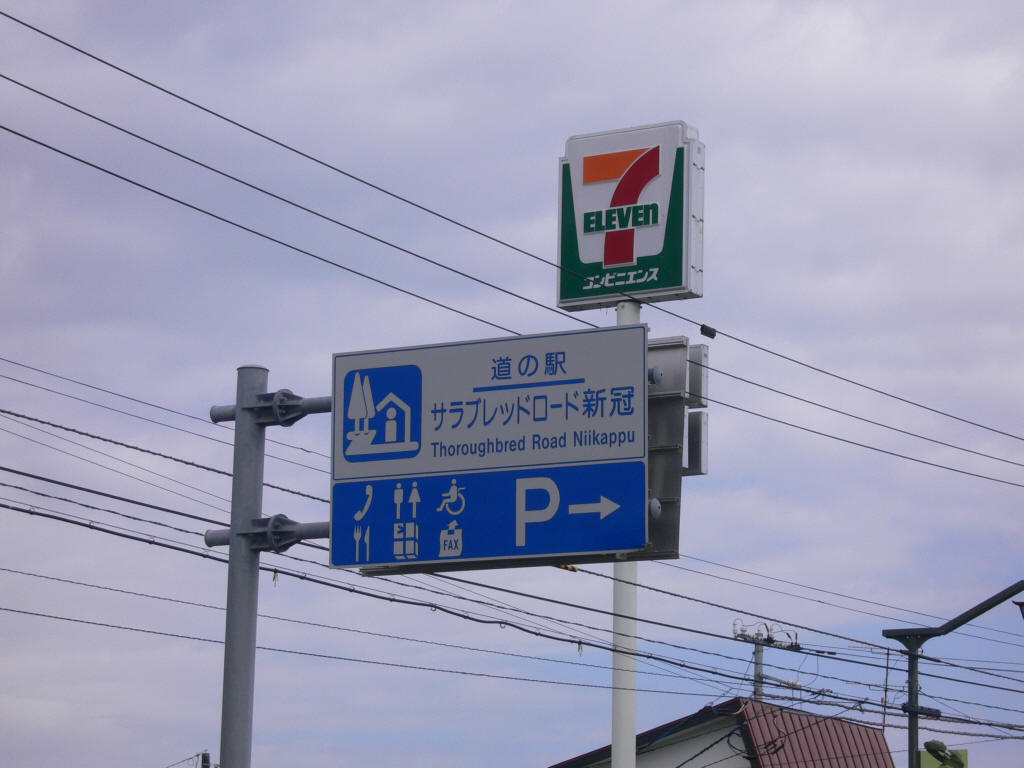 7
ELEVEn
コンビニエンス
道の駅
サラブレッドロード新冠
Thoroughbred Road Niikappu
P
FAX